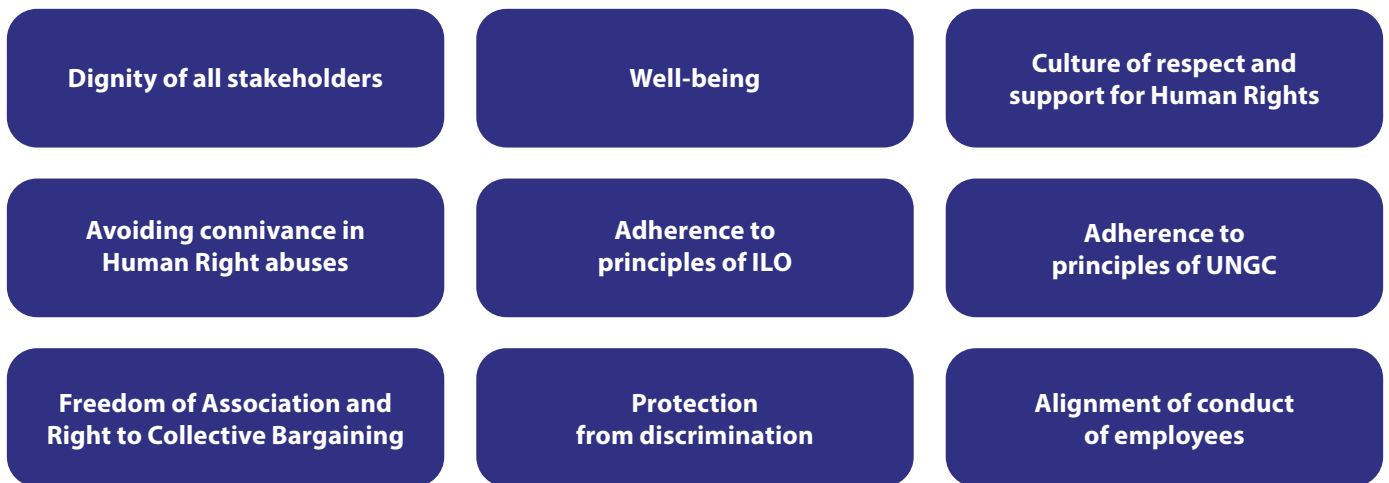 Dignity of all stakeholders
Well-being
Culture of respect and
support for Human Rights
Avoiding connivance in
Human Right abuses
Adherence to
principles of ILO
Adherence to
principles of UNGC
Freedom of Association and
Right to Collective Bargaining
Protection
from discrimination
Alignment of conduct
of employees